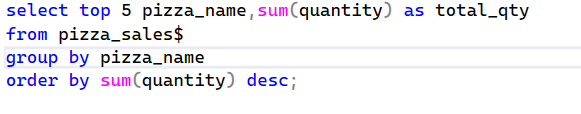 select top 5 pizza_name,sum(quantity) as total_qty
from pizza_sales$
group by pizza_name
order by sum(quantity) desc;